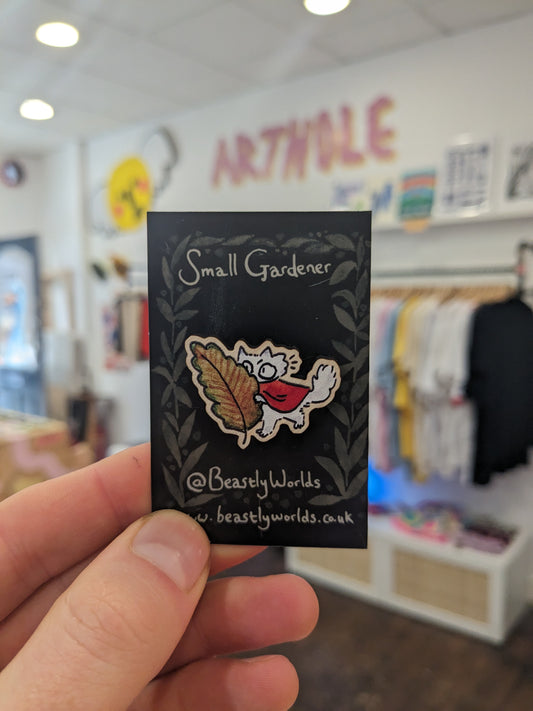 ARTHOLE
Small Gardener
@BeastlyWorlds
w.beastlyworlds.co.uk